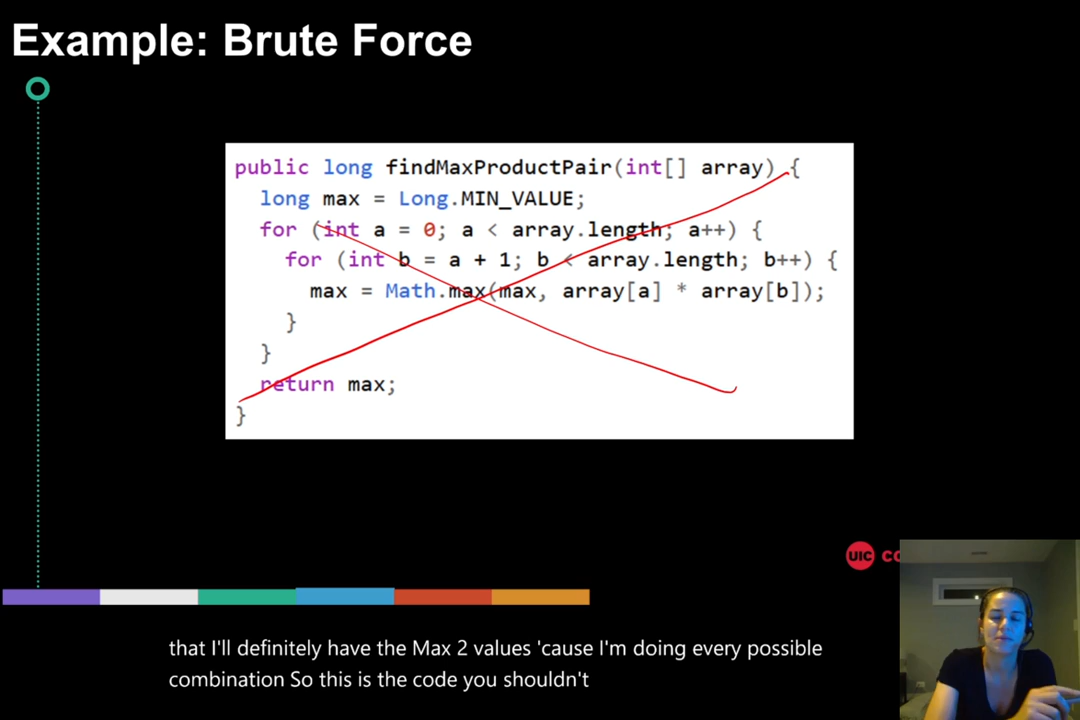 Example: Brute Force
public long findMaxProductPair(int[] array) {
long max = Long.MIN_VALUE;
for (int a = 0; a < array.length; a++) {
for (int b = a + 1; b < array.length; b++) {
max = Math.max(max, array[a] * array[b]);
}
}
return max;
}
UIC
that I'll definitely have the Max 2 values 'cause I'm doing every possible
combination So this is the code you shouldn't